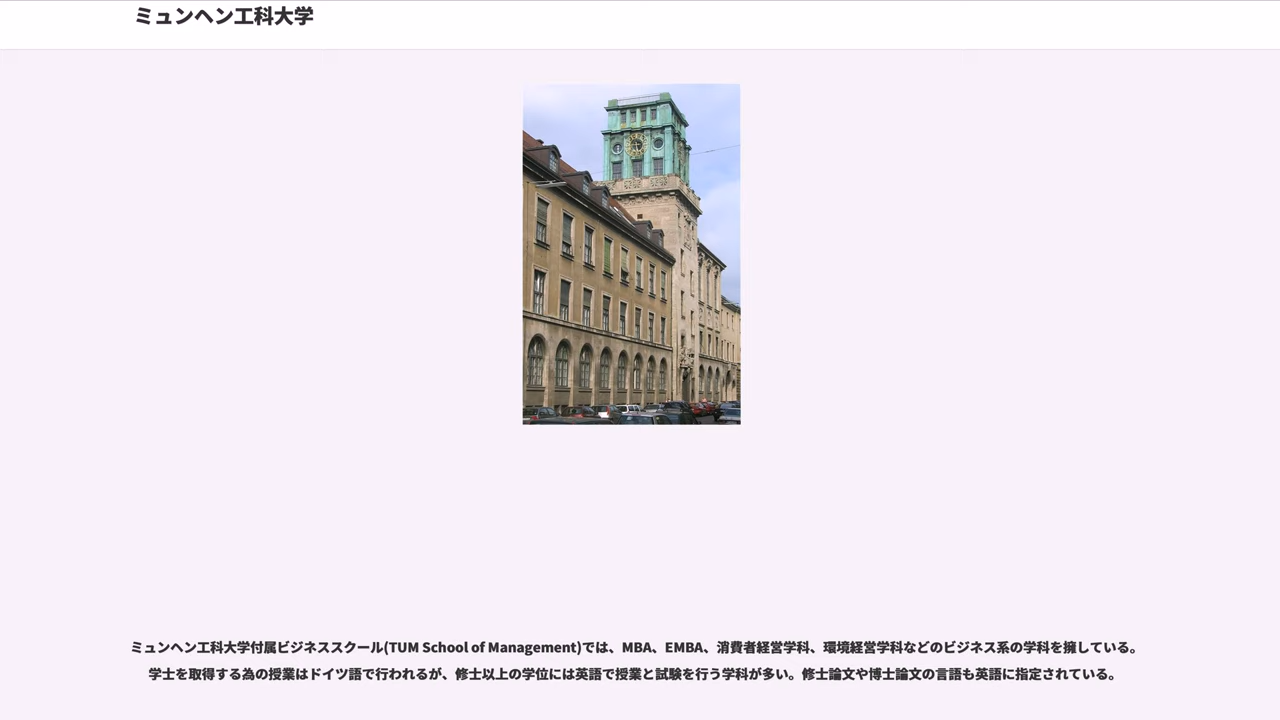 ミュンヘン工科大学
ミュンヘン工科大学付属ビジネススクール(TUM School of Management)では、MBA、EMBA、消費者経営学科、環境経営学科などのビジネス系の学科を擁している。
学士を取得する為の授業はドイツ語で行われるが、修士以上の学位には英語で授業と試験を行う学科が多い。修士論文や博士論文の言語も英語に指定されている。